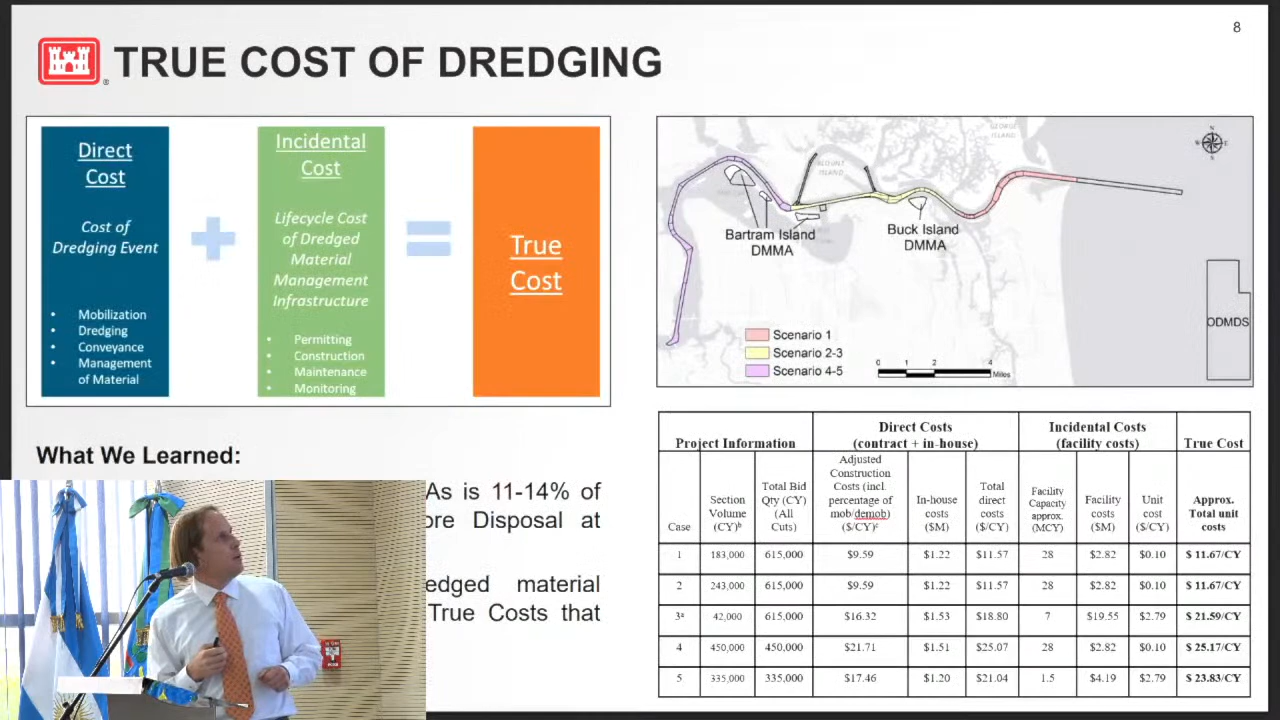 8
TRUE COST OF DREDGING
®
Direct
Cost
Cost of
Dredging Event
• Mobilization
• Dredging
• Conveyance
• Management
of Material
Incidental
Cost
Lifecycle Cost
of Dredged
Material
Management
Infrastructure
• Permitting
• Construction
• Maintenance
• Monitoring
True
Cost
GEORGE
ISLAND
ISLAND
N
W E
S
Bartram Island
DMMA
Buck Island
DMMA
ODMDS
Scenario 1
Scenario 2-3
Scenario 4-5
0 1 2 4
Miles
What We Learned:
As is 11-14% of
ore Disposal at
edged material
True Costs that
Project Information
Direct Costs
(contract + in-house)
Incidental Costs
(facility costs)
True Cost
Case
Section
Volume
(CY)ᵇ
Total Bid
Qty (CY)
(All
Cuts)
Adjusted
Construction
Costs (incl.
percentage of
mob/demob)
($/CY)ᶜ
In-house
costs
($M)
Total
direct
costs
($/CY)
Facility
Capacity
approx.
(MCY)
Facility
costs
($M)
Unit
cost
($/CY)
Approx.
Total unit
costs
1 183,000 615,000 $9.59 $1.22 $11.57 28 $2.82 $0.10 $ 11.67/CY
2 243,000 615,000 $9.59 $1.22 $11.57 28 $2.82 $0.10 $ 11.67/CY
3ᵃ 42,000 615,000 $16.32 $1.53 $18.80 7 $19.55 $2.79 $ 21.59/CY
4 450,000 450,000 $21.71 $1.51 $25.07 28 $2.82 $0.10 $ 25.17/CY
5 335,000 335,000 $17.46 $1.20 $21.04 1.5 $4.19 $2.79 $ 23.83/CY